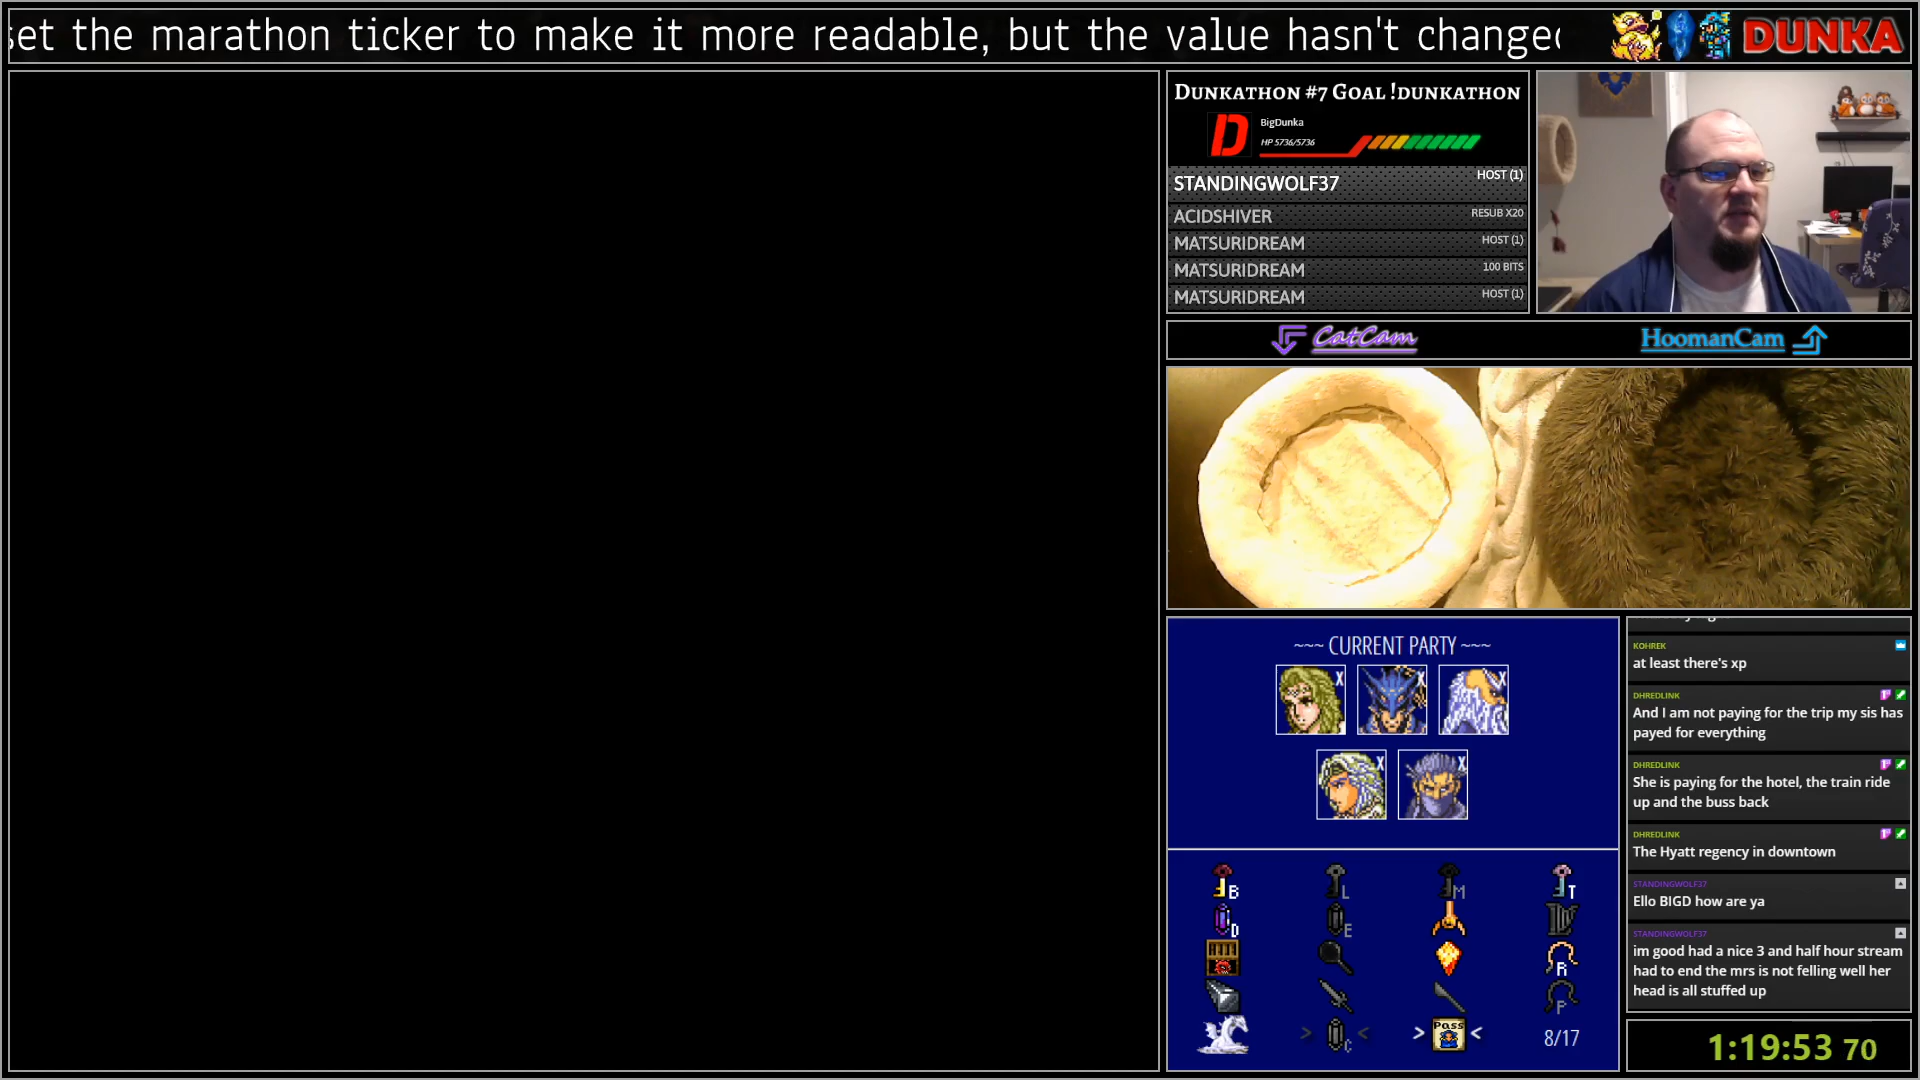 set the marathon ticker to make it more readable, but the value hasn't changed
DUNKA
DUNKATHON #7 GOAL !DUNKATHON
D
BigDunka
HP 5736/5736
STANDINGWOLF37 HOST (1)
ACIDSHIVER RESUB X20
MATSURIDREAM HOST (1)
MATSURIDREAM 100 BITS
MATSURIDREAM HOST (1)
CatCam
HoomanCam
~~~ CURRENT PARTY ~~~
X X X
X X
B L M T
D E
R
P
> C < > PASS < 8/17
KOHREK
at least there's xp
DHREDLINK
And I am not paying for the trip my sis has
payed for everything
DHREDLINK
She is paying for the hotel, the train ride
up and the buss back
DHREDLINK
The Hyatt regency in downtown
STANDINGWOLF37
Ello BIGD how are ya
STANDINGWOLF37
im good had a nice 3 and half hour stream
had to end the mrs is not felling well her
head is all stuffed up
1:19:53 70